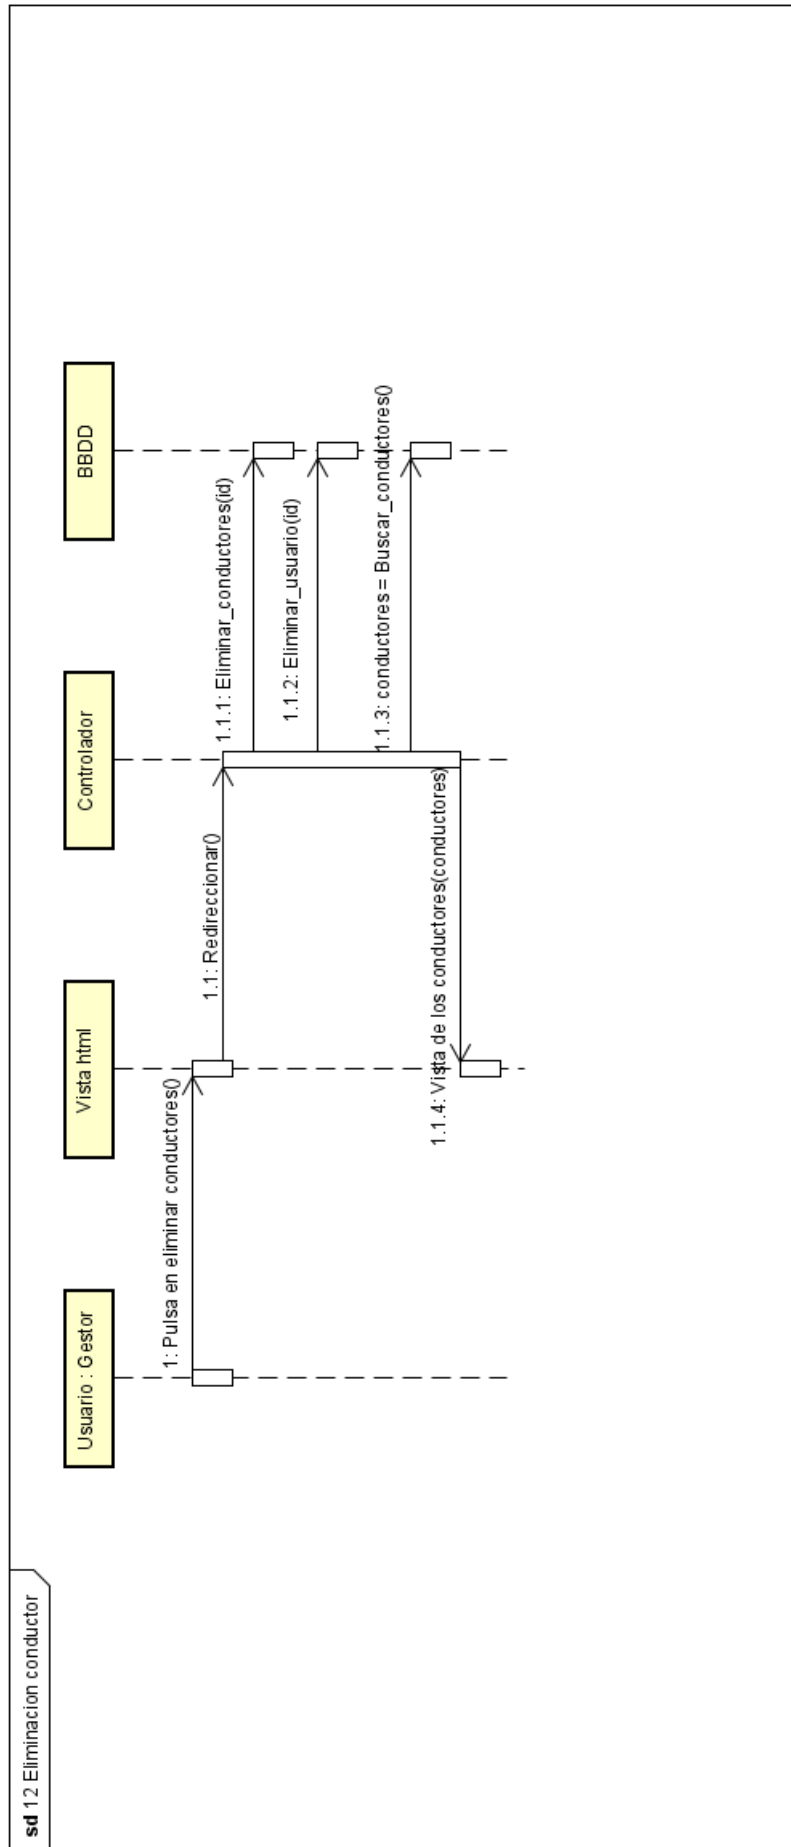 sd 12 Eliminacion conductor
Usuario : Gestor
Vista html
Controlador
BBDD
1: Pulsa en eliminar conductores()
1.1: Redireccionar()
1.1.1: Eliminar_conductores(id)
1.1.2: Eliminar_usuario(id)
1.1.3: conductores = Buscar_conductores()
1.1.4: Vista de los conductores(conductores)